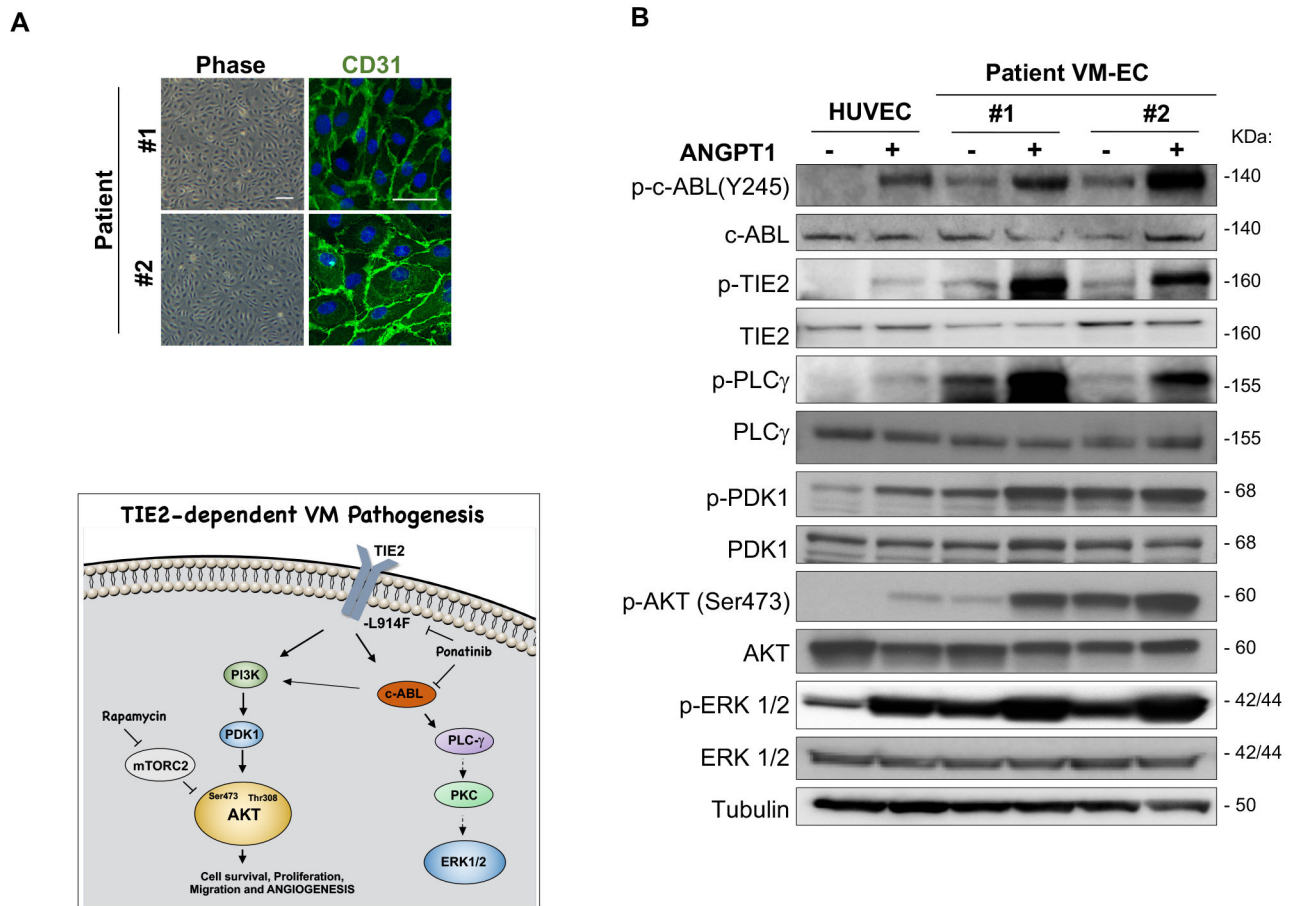 A
Phase CD31
Patient
#1
#2
TIE2-dependent VM Pathogenesis
TIE2
-L914F
Ponatinib
PI3K
c-ABL
Rapamycin
PDK1
PLC-γ
mTORC2
PKC
Ser473 Thr308
AKT
ERK1/2
Cell survival, Proliferation,
Migration and ANGIOGENESIS
B
Patient VM-EC
HUVEC #1 #2
KDa:
ANGPT1 - + - + - +
p-c-ABL(Y245) -140
c-ABL -140
p-TIE2 -160
TIE2 -160
p-PLCγ -155
PLCγ -155
p-PDK1 - 68
PDK1 - 68
p-AKT (Ser473) - 60
AKT - 60
p-ERK 1/2 - 42/44
ERK 1/2 - 42/44
Tubulin - 50